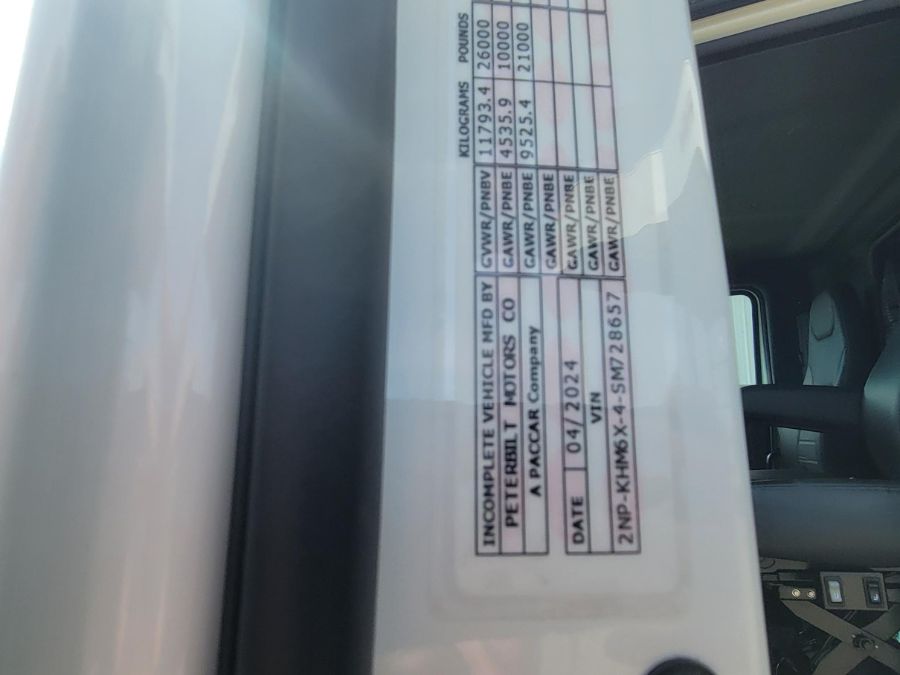 INCOMPLETE VEHICLE MFD BY
PETERBILT MOTORS CO
A PACCAR Company
DATE 04/2024
VIN
2NP-KHM6X-4-SM728657
KILOGRAMS POUNDS
GVWR/PNBV 11793.4 26000
GAWR/PNBE 4535.9 10000
GAWR/PNBE 9525.4 21000
GAWR/PNBE
GAWR/PNBE
GAWR/PNBE
GAWR/PNBE